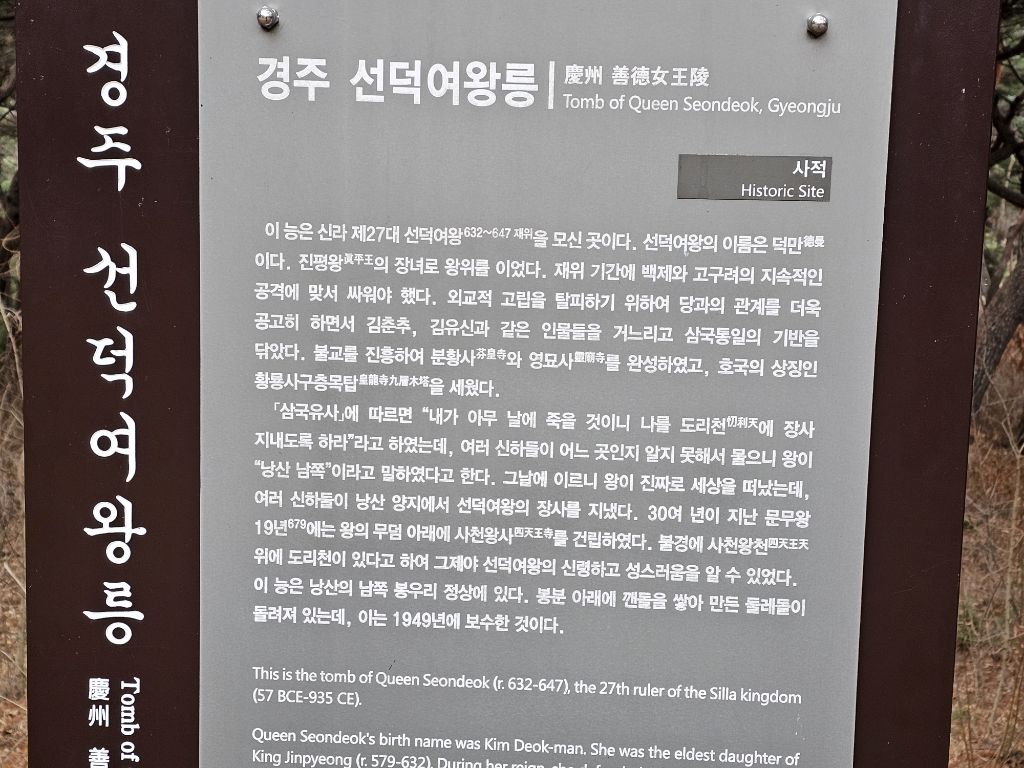 경주 선덕여왕릉
慶州 善
Tomb of
경주 선덕여왕릉
慶州 善德女王陵
Tomb of Queen Seondeok, Gyeongju
사적
Historic Site
이 능은 신라 제27대 선덕여왕632~647 재위을 모신 곳이다. 선덕여왕의 이름은 덕만德曼
이다. 진평왕眞平王의 장녀로 왕위를 이었다. 재위 기간에 백제와 고구려의 지속적인
공격에 맞서 싸워야 했다. 외교적 고립을 탈피하기 위하여 당과의 관계를 더욱
공고히 하면서 김춘추, 김유신과 같은 인물들을 거느리고 삼국통일의 기반을
닦았다. 불교를 진흥하여 분황사芬皇寺와 영묘사靈廟寺를 완성하였고, 호국의 상징인
황룡사구층목탑皇龍寺九層木塔을 세웠다.
「삼국유사」에 따르면 “내가 아무 날에 죽을 것이니 나를 도리천忉利天에 장사
지내도록 하라”라고 하였는데, 여러 신하들이 어느 곳인지 알지 못해서 물으니 왕이
“낭산 남쪽”이라고 말하였다고 한다. 그날에 이르니 왕이 진짜로 세상을 떠났는데,
여러 신하들이 낭산 양지에서 선덕여왕의 장사를 지냈다. 30여 년이 지난 문무왕
19년679에는 왕의 무덤 아래에 사천왕사四天王寺를 건립하였다. 불경에 사천왕천四天王天
위에 도리천이 있다고 하여 그제야 선덕여왕의 신령하고 성스러움을 알 수 있었다.
이 능은 낭산의 남쪽 봉우리 정상에 있다. 봉분 아래에 깬돌을 쌓아 만든 둘레돌이
돌려져 있는데, 이는 1949년에 보수한 것이다.
This is the tomb of Queen Seondeok (r. 632-647), the 27th ruler of the Silla kingdom
(57 BCE-935 CE).
Queen Seondeok's birth name was Kim Deok-man. She was the eldest daughter of
King Jinpyeong (r. 579-632). During her reign, she